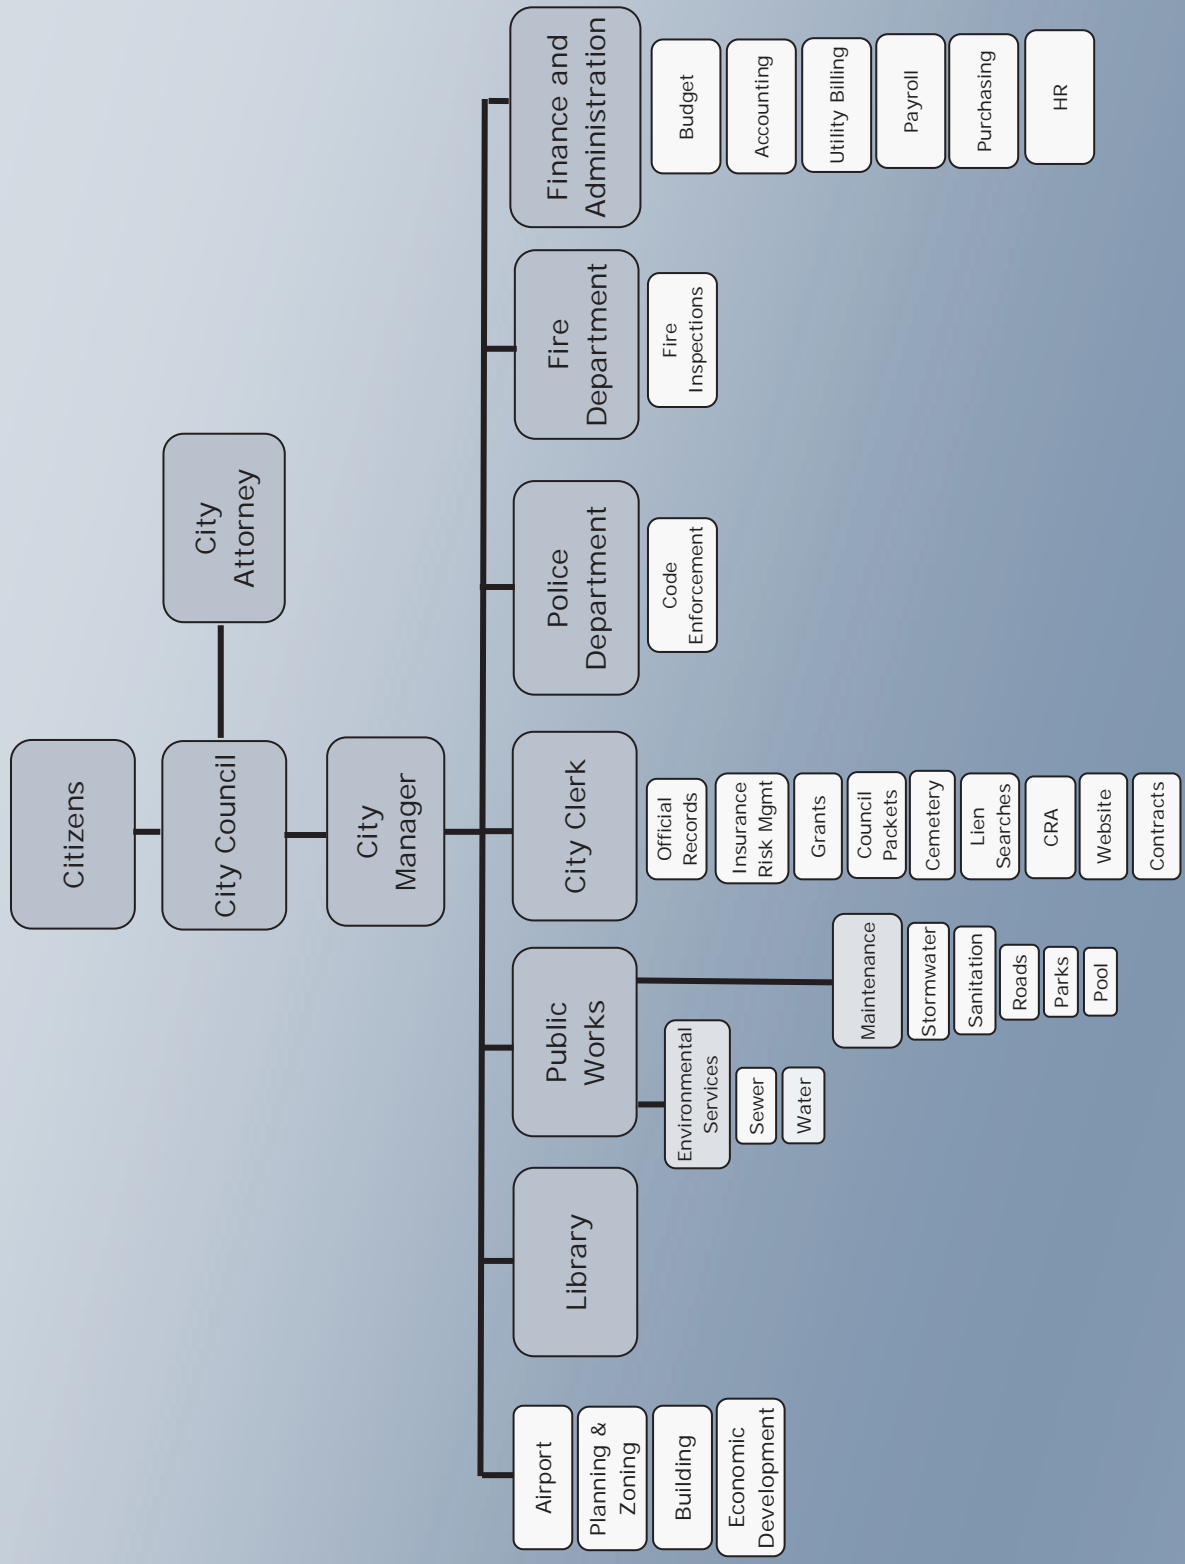 Citizens
City Council
City
Attorney
City
Manager
Airport
Planning &
Zoning
Building
Economic
Development
Library
Public
Works
Environmental
Services
Sewer
Water
Maintenance
Stormwater
Sanitation
Roads
Parks
Pool
City Clerk
Official
Records
Insurance
Risk Mgmt
Grants
Council
Packets
Cemetery
Lien
Searches
CRA
Website
Contracts
Police
Department
Code
Enforcement
Fire
Department
Fire
Inspections
Finance and
Administration
Budget
Accounting
Utility Billing
Payroll
Purchasing
HR